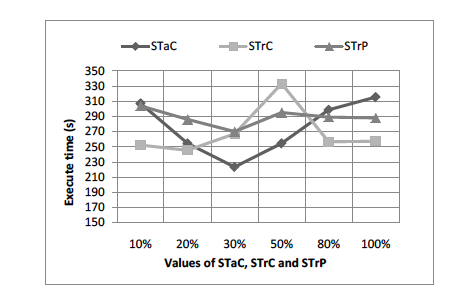 STaC STrC STrP
350
330
310
290
270
250
230
210
190
170
150
Execute time (s)
10% 20% 30% 50% 80% 100%
Values of STaC, STrC and STrP